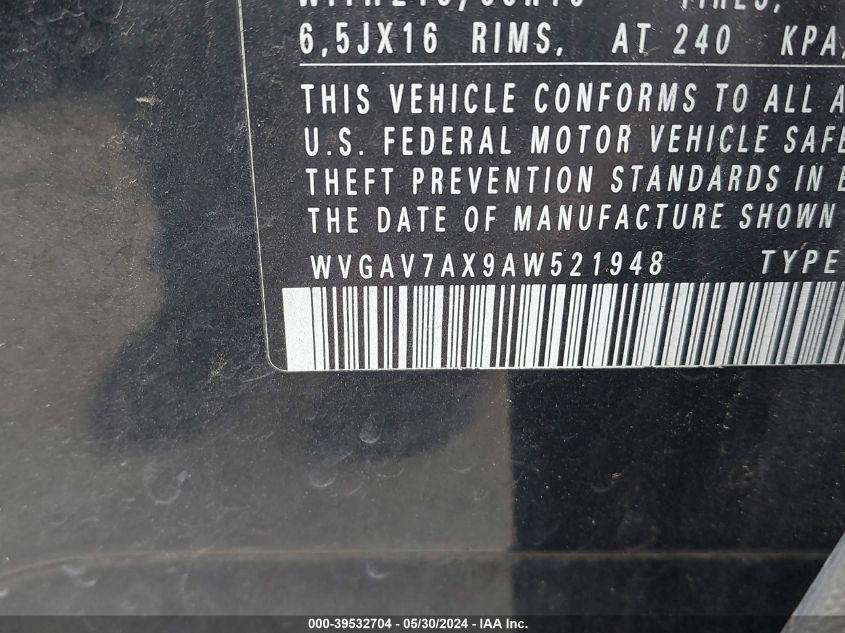 6,5JX16 RIMS, AT 240 KPA,
THIS VEHICLE CONFORMS TO ALL A
U.S. FEDERAL MOTOR VEHICLE SAFE
THEFT PREVENTION STANDARDS IN E
THE DATE OF MANUFACTURE SHOWN
WVGAV7AX9AW521948 TYPE
000-39532704 - 05/30/2024 - IAA Inc.